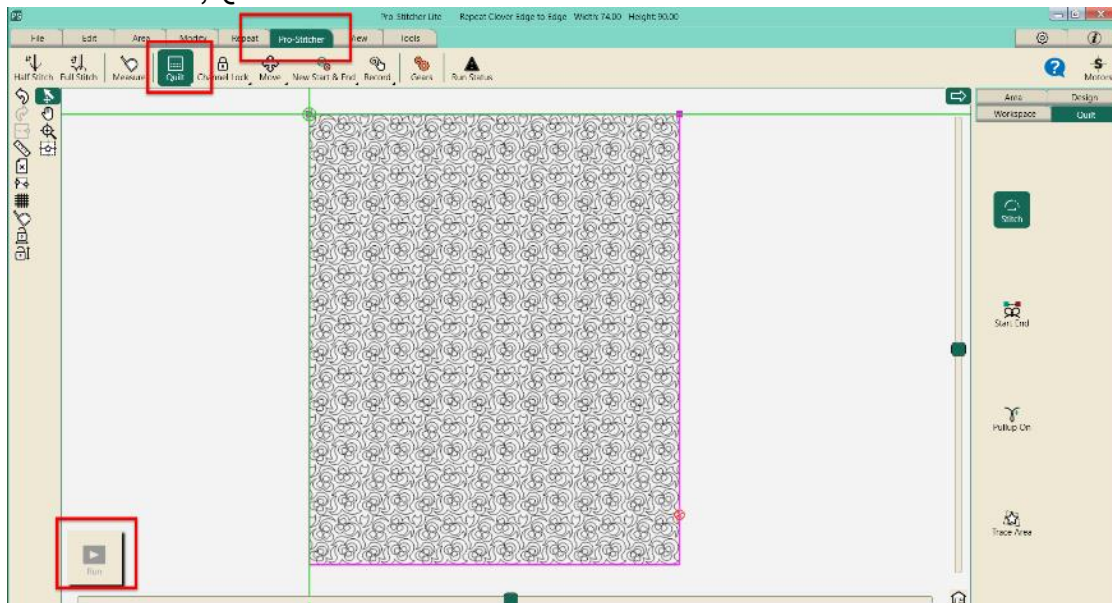 Pro-Stitcher Lite Repeat Clover Edge to Edge Width: 74.00 Height: 90.00
File Edit Area Modify Repeat Pro-Stitcher View Tools
Half Stitch Full Stitch Measure Quilt Channel Lock Move New Start & End Record Gears Run Status
? $ Motors
Area Design
Workspace Quilt
Stitch
Start End
Pullup On
Trace Area
Run